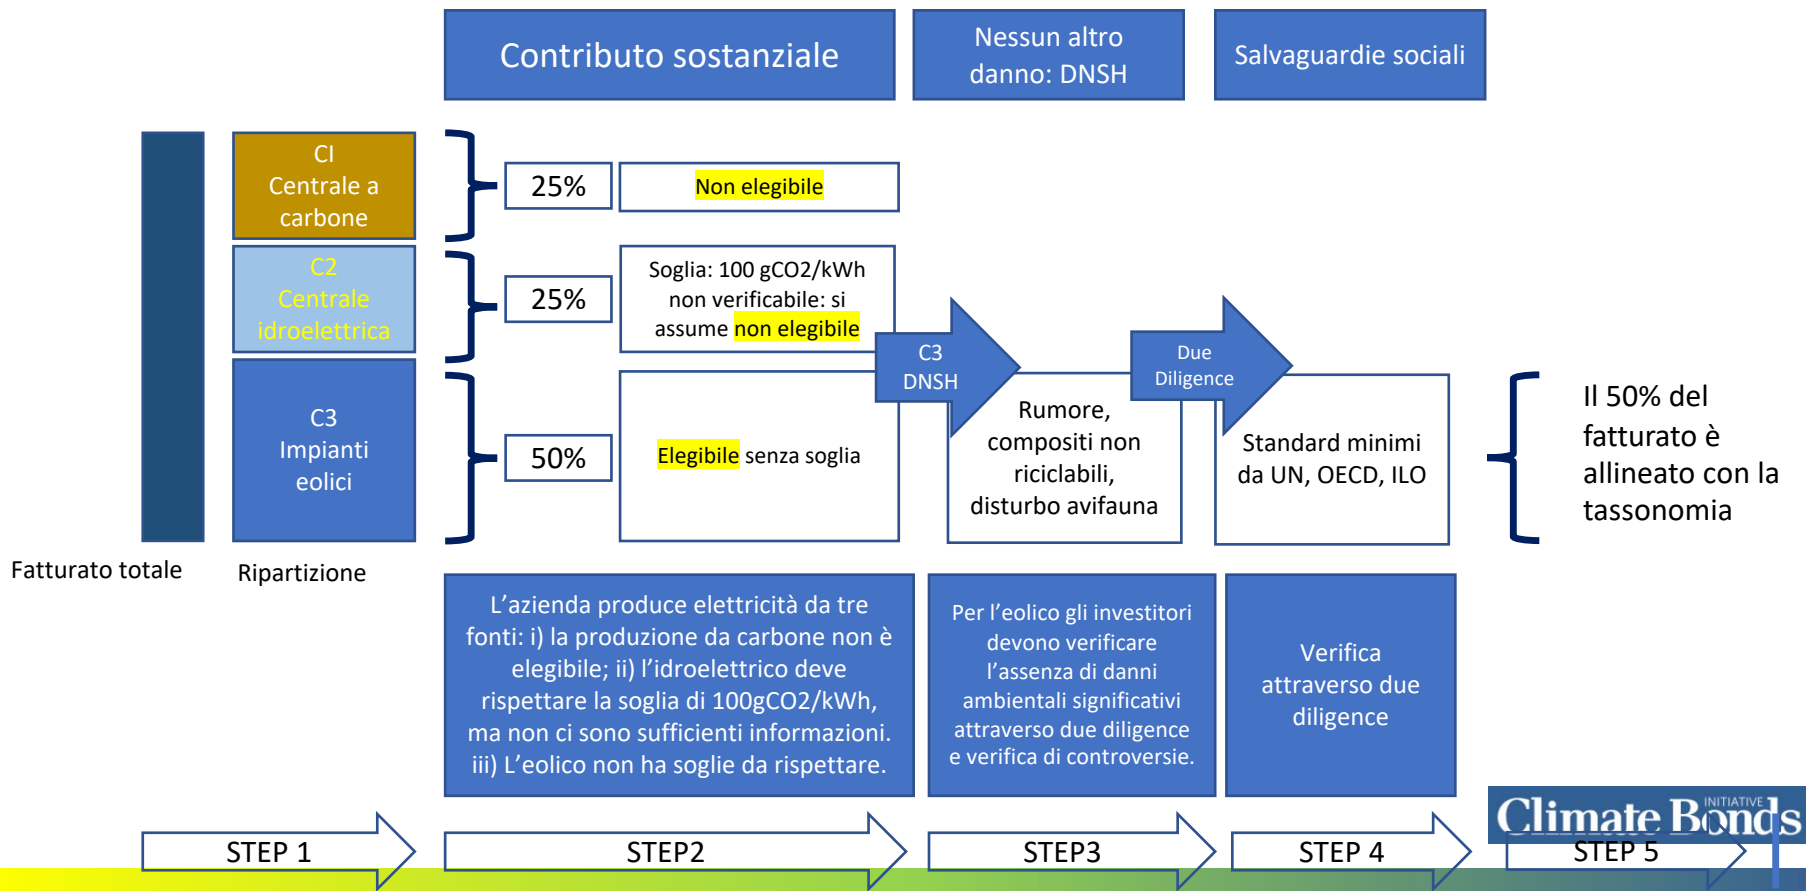 Contributo sostanziale
Nessun altro
danno: DNSH
Salvaguardie sociali
CI
Centrale a
carbone
25%
Non elegibile
C2
Centrale
idroelettrica
25%
Soglia: 100 gCO2/kWh
non verificabile: si
assume non elegibile
C3
Impianti
eolici
50%
Elegibile senza soglia
C3
DNSH
Rumore,
compositi non
riciclabili,
disturbo avifauna
Due
Diligence
Standard minimi
da UN, OECD, ILO
Il 50% del
fatturato è
allineato con la
tassonomia
Fatturato totale
Ripartizione
L’azienda produce elettricità da tre
fonti: i) la produzione da carbone non è
elegibile; ii) l’idroelettrico deve
rispettare la soglia di 100gCO2/kWh,
ma non ci sono sufficienti informazioni.
iii) L’eolico non ha soglie da rispettare.
Per l’eolico gli investitori
devono verificare
l’assenza di danni
ambientali significativi
attraverso due diligence
e verifica di controversie.
Verifica
attraverso due
diligence
STEP 1
STEP2
STEP3
STEP 4
STEP 5
Climate Bonds
INITIATIVE